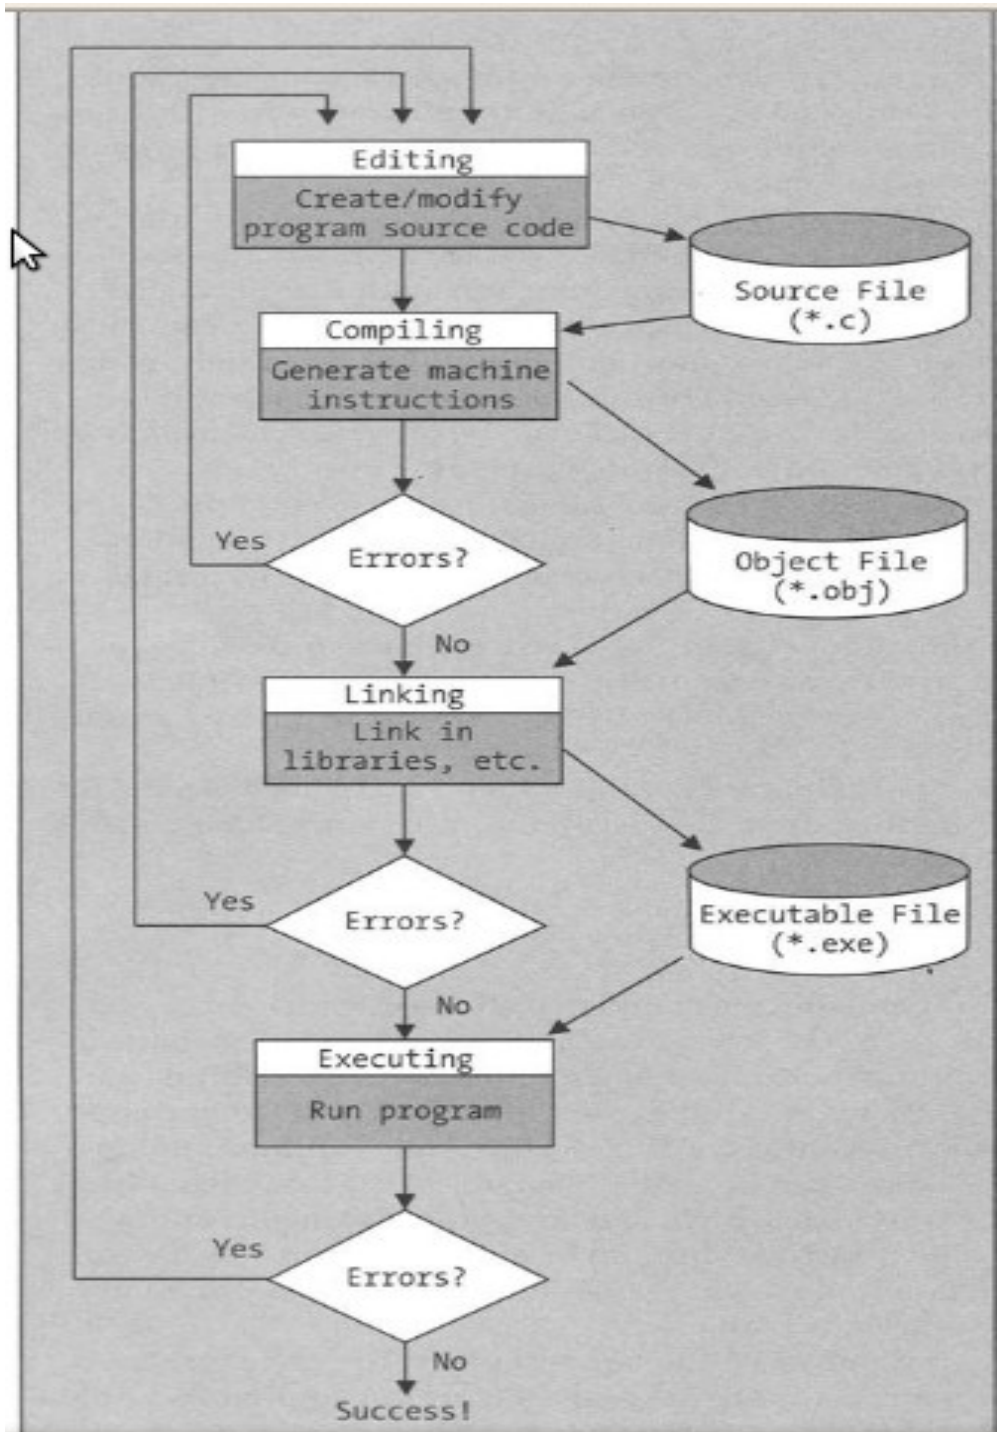 Editing
Create/modify
program source code
Source File
(*.c)
Compiling
Generate machine
instructions
Yes
Errors?
Object File
(*.obj)
No
Linking
Link in
libraries, etc.
Yes
Errors?
Executable File
(*.exe)
No
Executing
Run program
Yes
Errors?
No
Success!